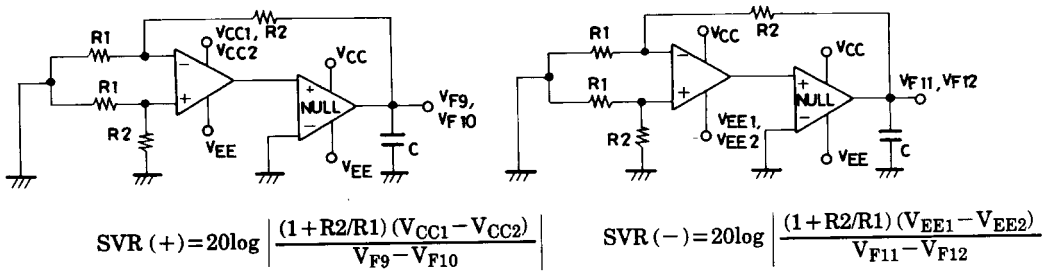 R1
VCC1,
VCC2
R2
R1
R2
VEE
VCC
NULL
VEE
C
VF9,
VF10
R1
VCC
R2
R1
R2
VEE1,
VEE2
VCC
NULL
VEE
C
VF11, VF12
− + + − − + + −
SVR (+)=20log | (1+R2/R1) (VCC1−VCC2) / VF9−VF10 |
SVR (−)=20log | (1+R2/R1) (VEE1−VEE2) / VF11−VF12 |